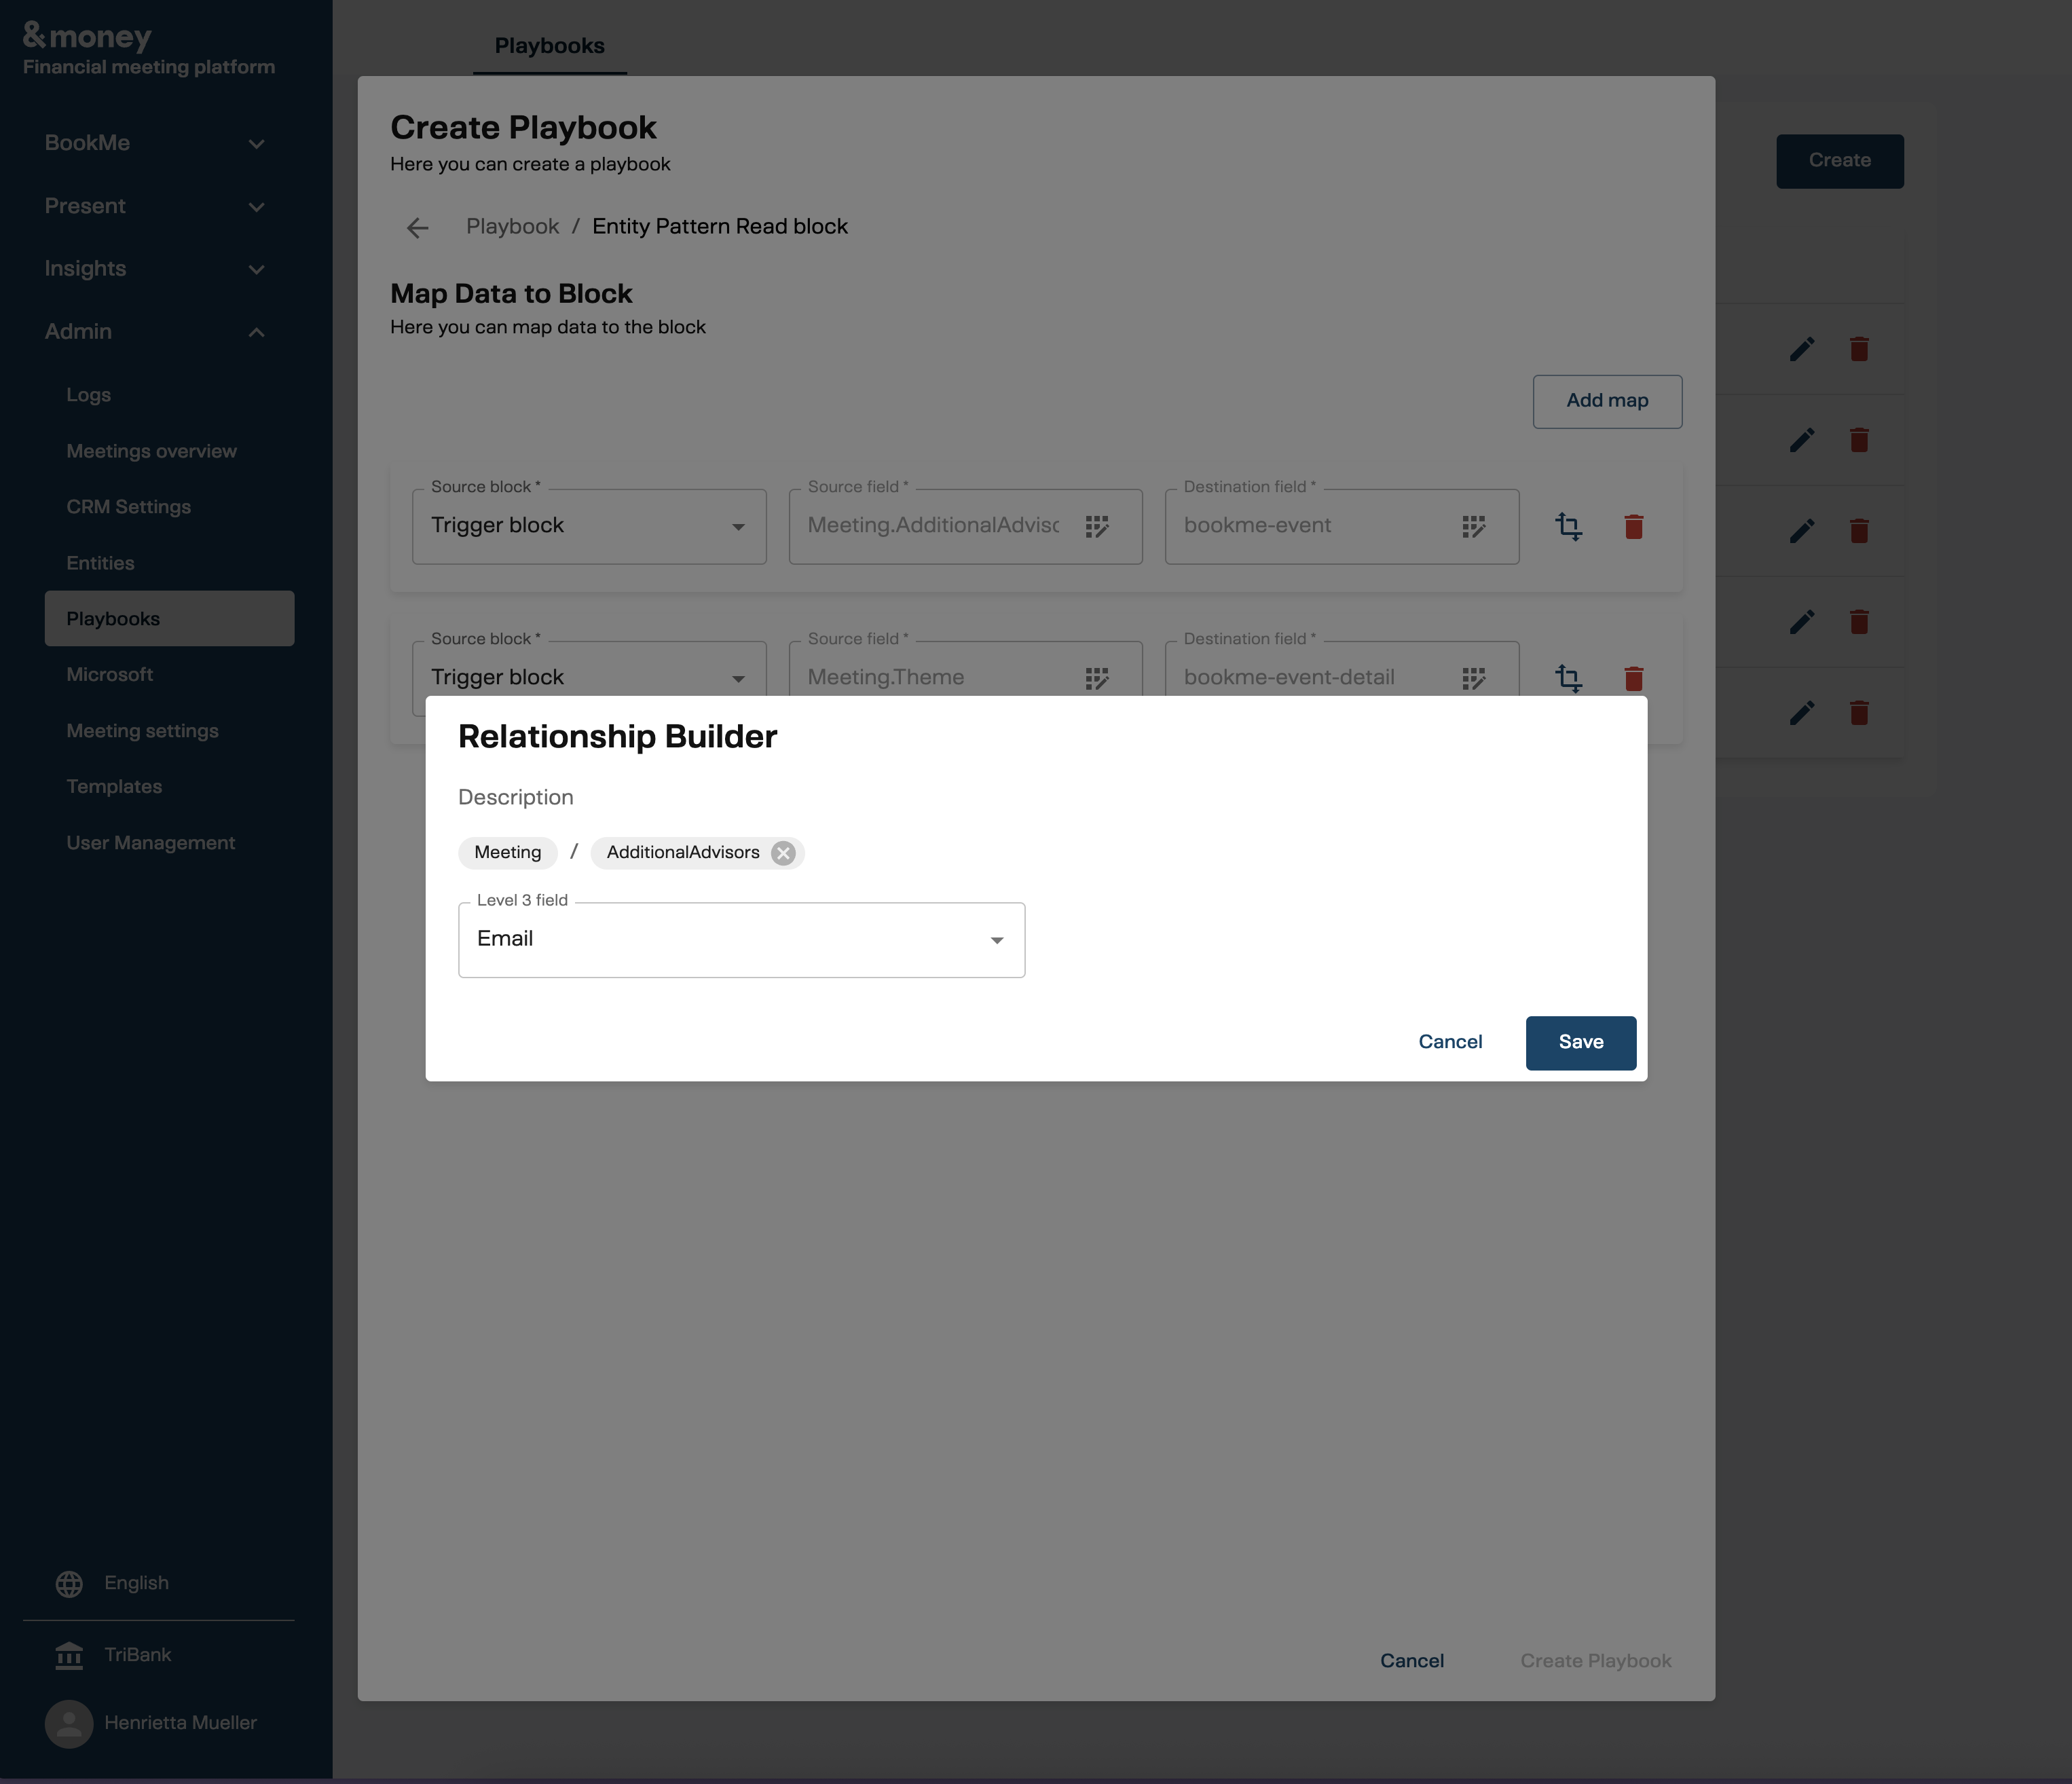 &money
Financial meeting platform
BookMe
Present
Insights
Admin
Logs
Meetings overview
CRM Settings
Entities
Playbooks
Microsoft
Meeting settings
Templates
User Management
English
TriBank
Henrietta Mueller
Playbooks
Create
Create Playbook
Here you can create a playbook
Playbook / Entity Pattern Read block
Map Data to Block
Here you can map data to the block
Add map
Source block * Source field * Destination field *
Trigger block Meeting.AdditionalAdvisc bookme-event
Source block * Source field * Destination field *
Trigger block Meeting.Theme bookme-event-detail
Relationship Builder
Description
Meeting / AdditionalAdvisors
Level 3 field
Email
Cancel Save
Cancel Create Playbook